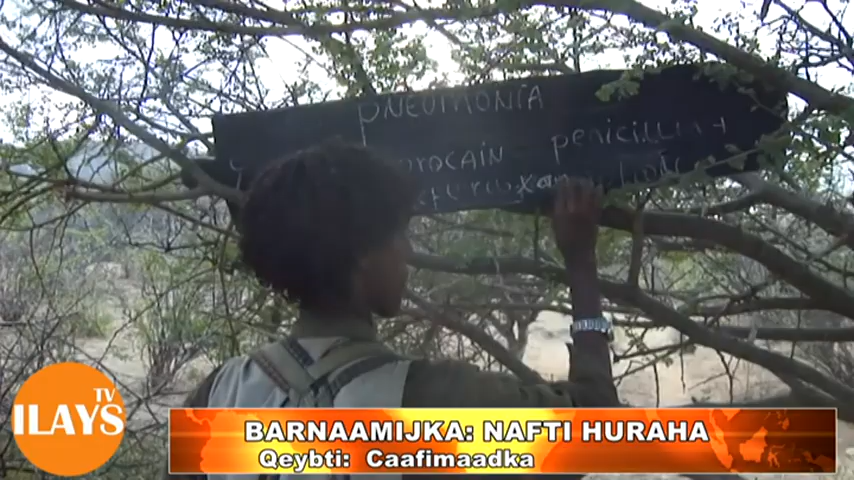 PNEUMONIA
PROCAIN PENICILLIN +
TV
ILAYS
BARNAAMIJKA: NAFTI HURAHA
Qeybti: Caafimaadka